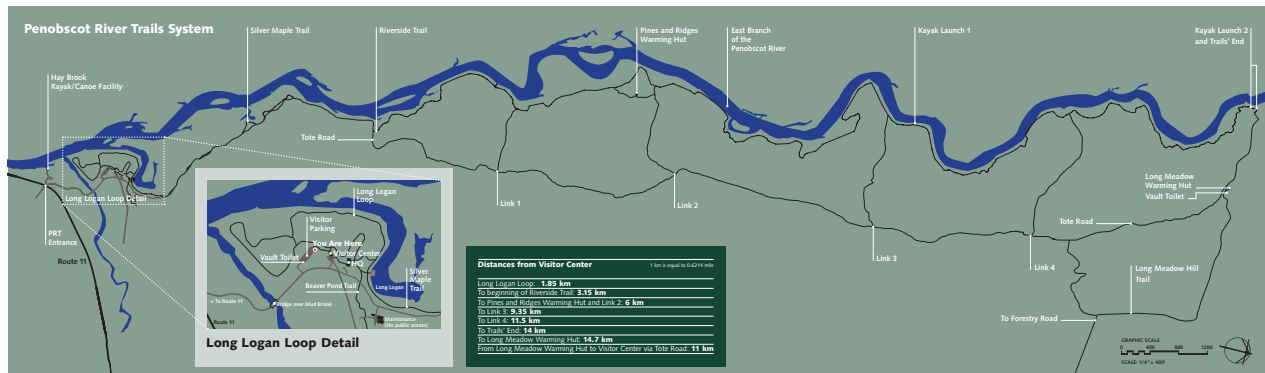 Penobscot River Trails System
Silver Maple Trail
Riverside Trail
Pines and Ridges
Warming Hut
East Branch
of the
Penobscot River
Kayak Launch 1
Kayak Launch 2
and Trails' End
Hay Brook
Kayak/Canoe Facility
Tote Road
Long Logan Loop Detail
PRT
Entrance
Route 11
Link 1
Link 2
Link 3
Link 4
Long Meadow
Warming Hut
Vault Toilet
Tote Road
Long Meadow Hill
Trail
To Forestry Road
Long Logan
Loop
Visitor
Parking
You Are Here
Visitor Center
Vault Toilet
HQ
Silver
Maple
Trail
Beaver Pond Trail
Long Logan
< To Route 11
Bridge over Mud Brook
Route 11
Maintenance
(No public access)
Long Logan Loop Detail
Distances from Visitor Center
1 km is equal to 0.6214 mile
Long Logan Loop: 1.85 km
To beginning of Riverside Trail: 3.15 km
To Pines and Ridges Warming Hut and Link 2: 6 km
To Link 3: 9.35 km
To Link 4: 11.5 km
To Trails' End: 14 km
To Long Meadow Warming Hut: 14.7 km
From Long Meadow Warming Hut to Visitor Center via Tote Road: 11 km
GRAPHIC SCALE
0 400 800 1200
SCALE: 1/4" = 400'